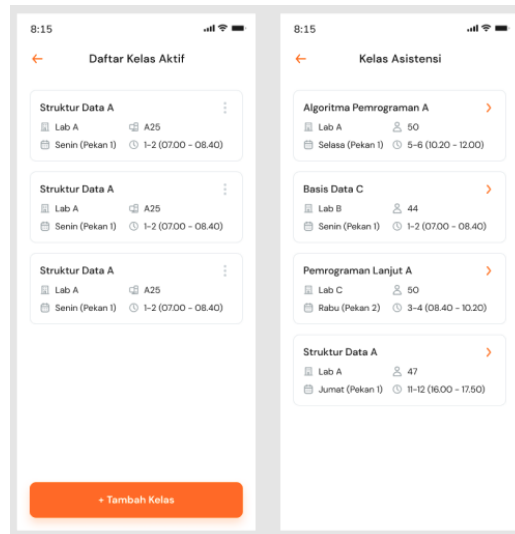 8:15
Daftar Kelas Aktif
Struktur Data A
Lab A A25
Senin (Pekan 1) 1-2 (07.00 - 08.40)
Struktur Data A
Lab A A25
Senin (Pekan 1) 1-2 (07.00 - 08.40)
Struktur Data A
Lab A A25
Senin (Pekan 1) 1-2 (07.00 - 08.40)
+ Tambah Kelas
8:15
Kelas Asistensi
Algoritma Pemrograman A
Lab A 50
Selasa (Pekan 1) 5-6 (10.20 - 12.00)
Basis Data C
Lab B 44
Senin (Pekan 1) 1-2 (07.00 - 08.40)
Pemrograman Lanjut A
Lab C 50
Rabu (Pekan 2) 3-4 (08.40 - 10.20)
Struktur Data A
Lab A 47
Jumat (Pekan 1) 11-12 (16.00 - 17.50)